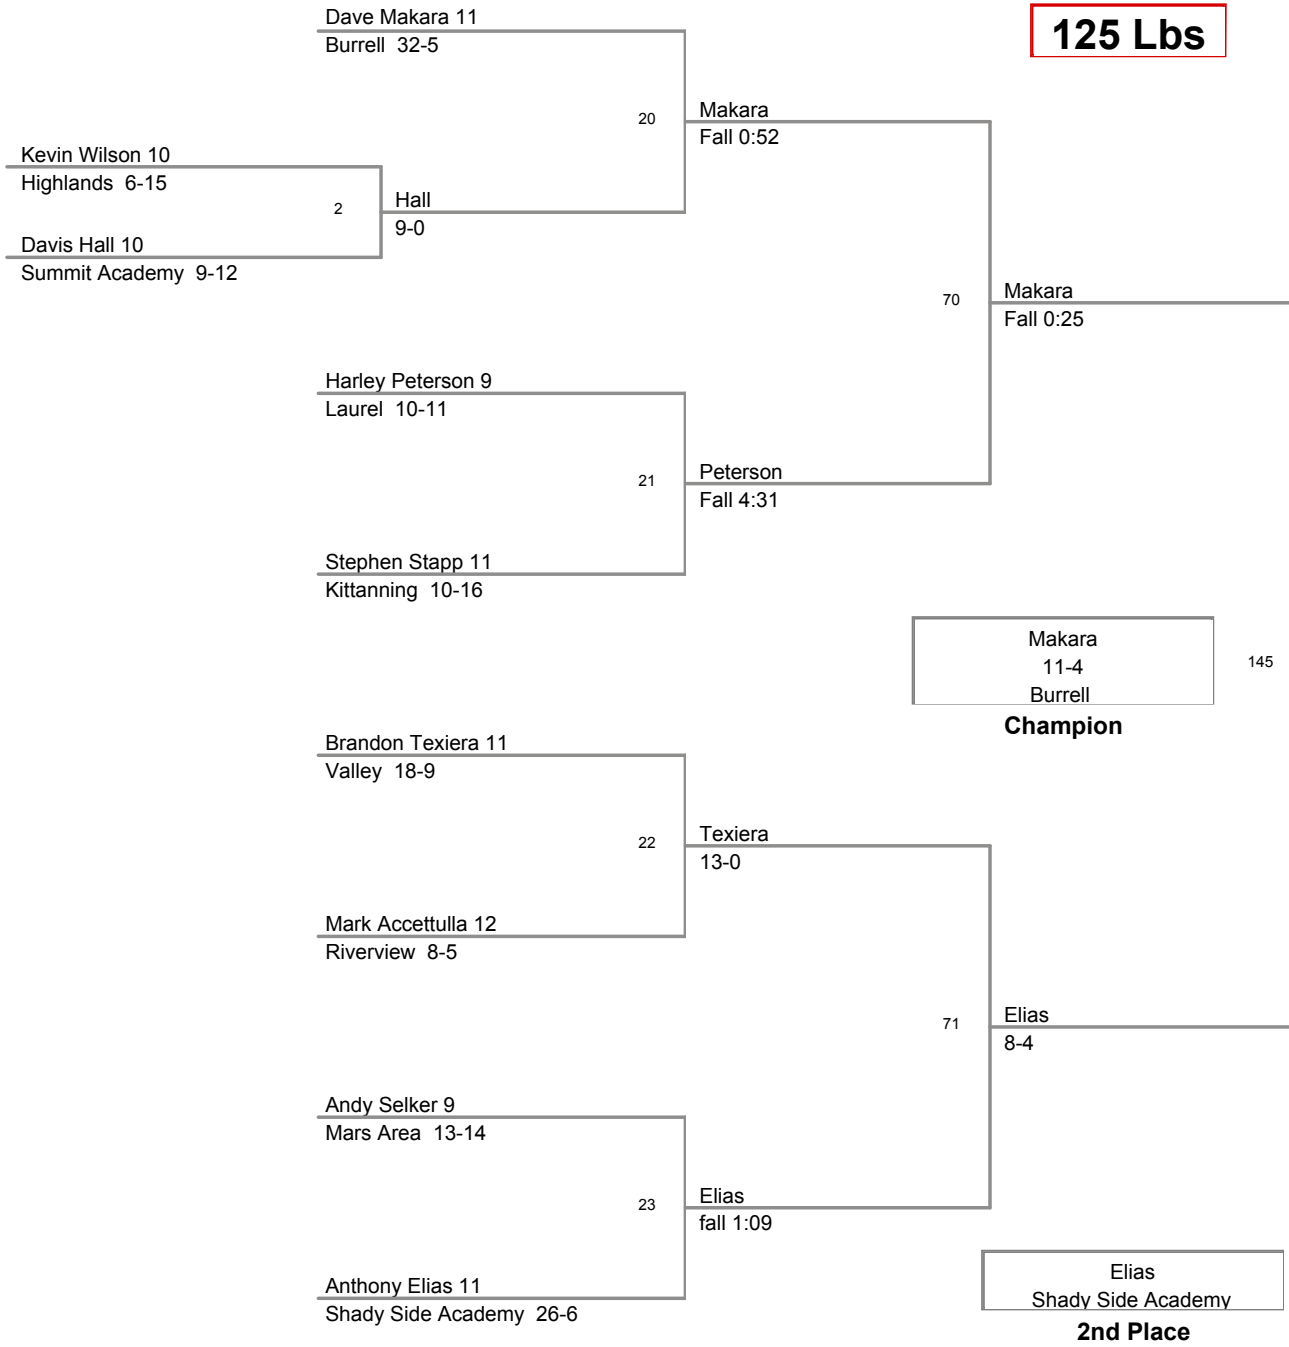 Dave Makara 11
Burrell  32-5
125 Lbs
20
Makara
Fall 0:52
Kevin Wilson 10
Highlands  6-15
2
Hall
9-0
Davis Hall 10
Summit Academy  9-12
70
Makara
Fall 0:25
Harley Peterson 9
Laurel  10-11
21
Peterson
Fall 4:31
Stephen Stapp 11
Kittanning  10-16
Makara
11-4
Burrell
145
Champion
Brandon Texiera 11
Valley  18-9
22
Texiera
13-0
Mark Accettulla 12
Riverview  8-5
71
Elias
8-4
Andy Selker 9
Mars Area  13-14
23
Elias
fall 1:09
Anthony Elias 11
Shady Side Academy  26-6
Elias
Shady Side Academy
2nd Place